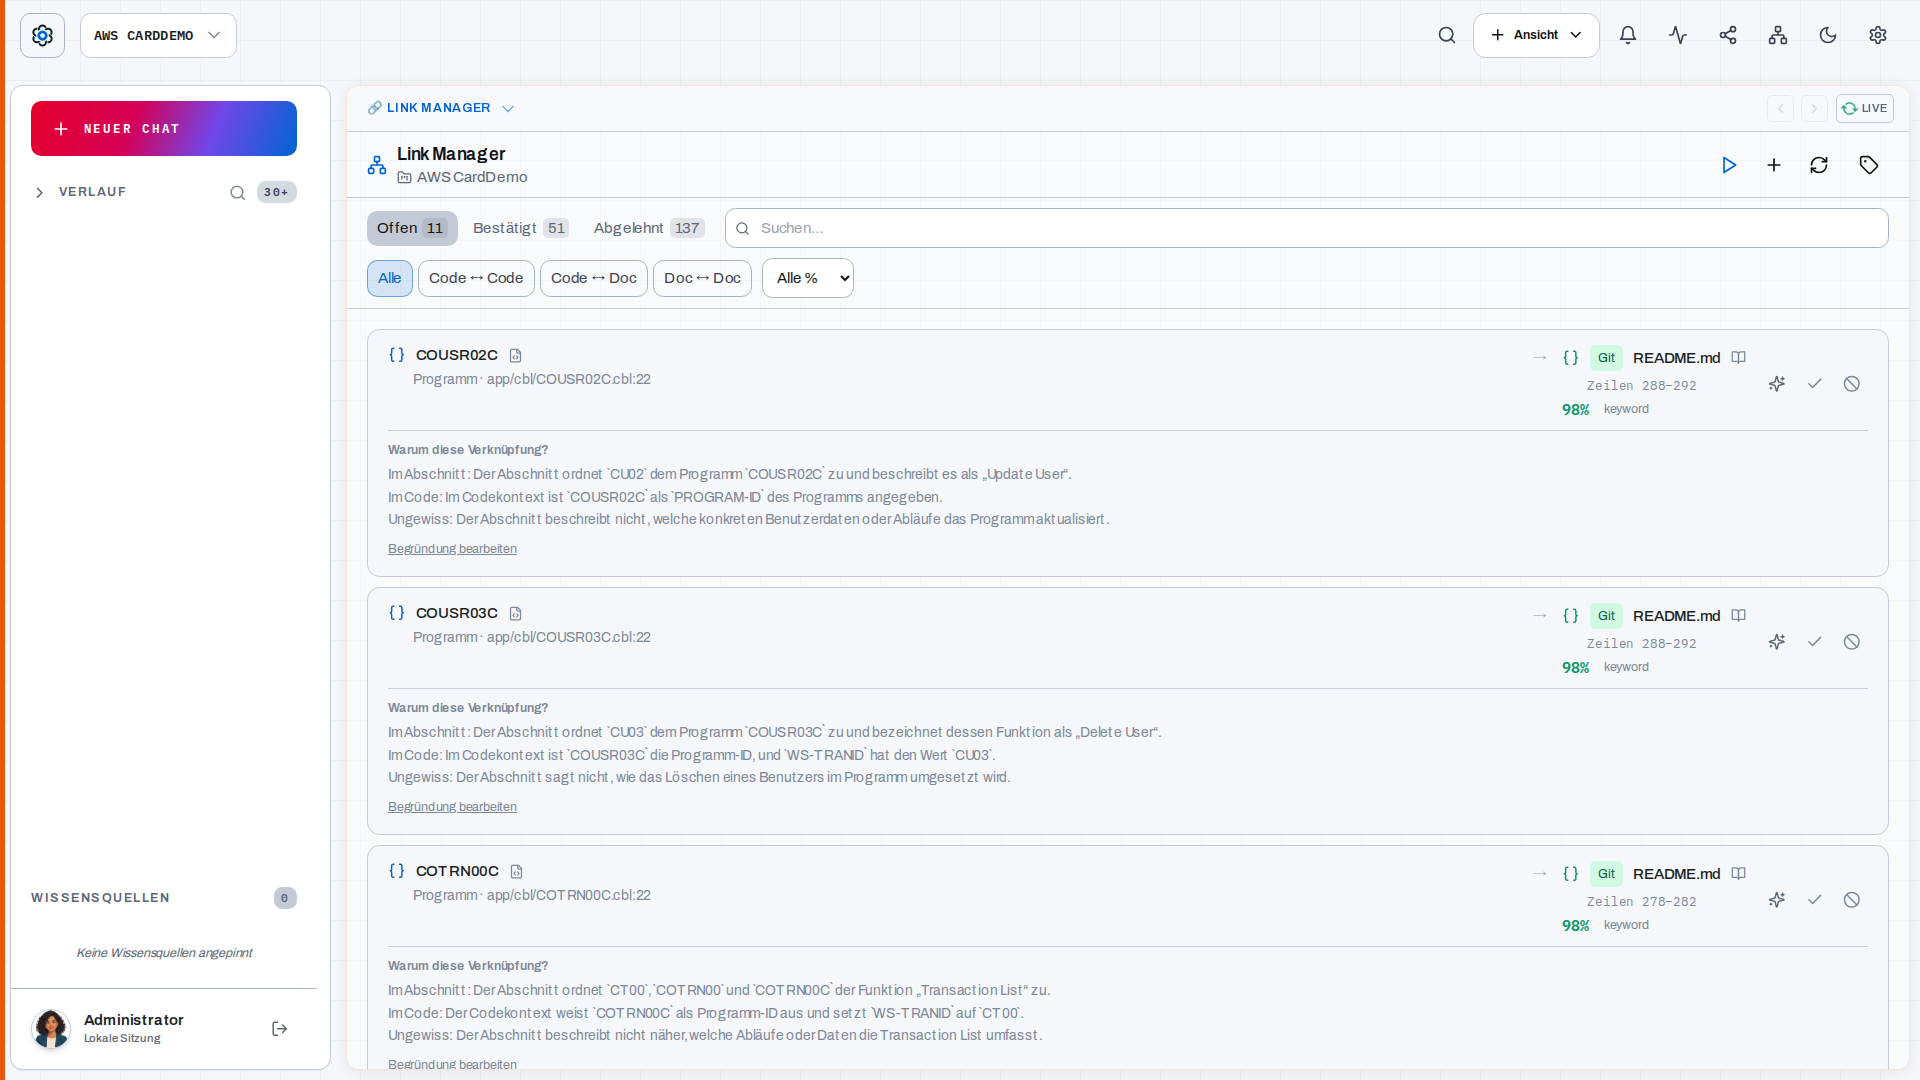 AWS CARDDEMO
Ansicht
NEUER CHAT
VERLAUF
30+
WISSENSQUELLEN
0
Keine Wissensquellen angepinnt
Administrator
Lokale Sitzung
LINK MANAGER
LIVE
Link Manager
AWS CardDemo
Offen 11
Bestätigt 51
Abgelehnt 137
Suchen...
Alle
Code ↔ Code
Code ↔ Doc
Doc ↔ Doc
Alle %
COUSR02C
Programm · app/cbl/COUSR02C.cbl:22
→ Git README.md
Zeilen 288–292
98% keyword
Warum diese Verknüpfung?
Im Abschnitt: Der Abschnitt ordnet `CU02` dem Programm `COUSR02C` zu und beschreibt es als „Update User“.
Im Code: Im Codekontext ist `COUSR02C` als `PROGRAM-ID` des Programms angegeben.
Ungewiss: Der Abschnitt beschreibt nicht, welche konkreten Benutzerdaten oder Abläufe das Programm aktualisiert.
Begründung bearbeiten
COUSR03C
Programm · app/cbl/COUSR03C.cbl:22
→ Git README.md
Zeilen 288–292
98% keyword
Warum diese Verknüpfung?
Im Abschnitt: Der Abschnitt ordnet `CU03` dem Programm `COUSR03C` zu und bezeichnet dessen Funktion als „Delete User“.
Im Code: Im Codekontext ist `COUSR03C` die Programm-ID, und `WS-TRANID` hat den Wert `CU03`.
Ungewiss: Der Abschnitt sagt nicht, wie das Löschen eines Benutzers im Programm umgesetzt wird.
Begründung bearbeiten
COTRN00C
Programm · app/cbl/COTRN00C.cbl:22
→ Git README.md
Zeilen 278–282
98% keyword
Warum diese Verknüpfung?
Im Abschnitt: Der Abschnitt ordnet `CT00`, `COTRN00` und `COTRN00C` der Funktion „Transaction List“ zu.
Im Code: Der Codekontext weist `COTRN00C` als Programm-ID aus und setzt `WS-TRANID` auf `CT00`.
Ungewiss: Der Abschnitt beschreibt nicht näher, welche Abläufe oder Daten die Transaction List umfasst.
Begründung bearbeiten